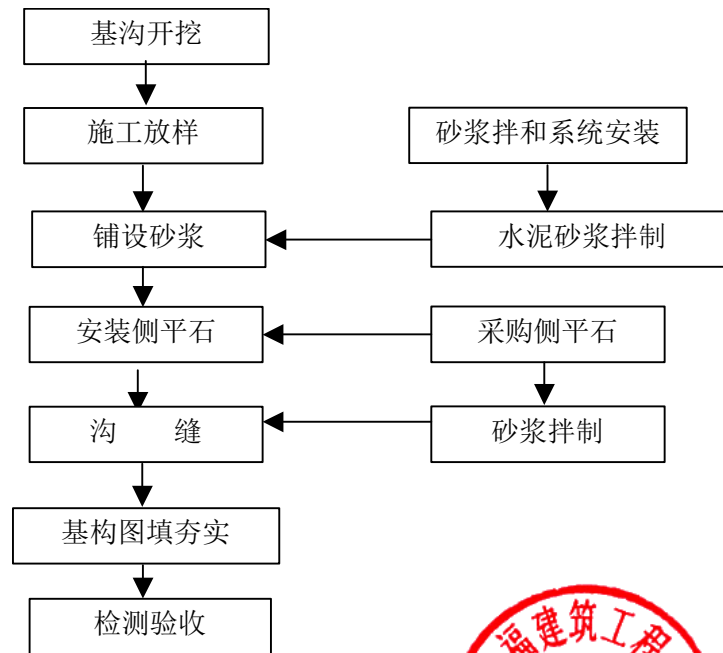 基沟开挖
施工放样
砂浆拌和系统安装
铺设砂浆
水泥砂浆拌制
安装侧平石
采购侧平石
沟 缝
砂浆拌制
基构图填夯实
检测验收
福建筑工程